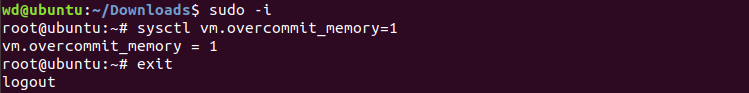 wd@ubuntu:~/Downloads$ sudo -i
root@ubuntu:~# sysctl vm.overcommit_memory=1
vm.overcommit_memory = 1
root@ubuntu:~# exit
logout